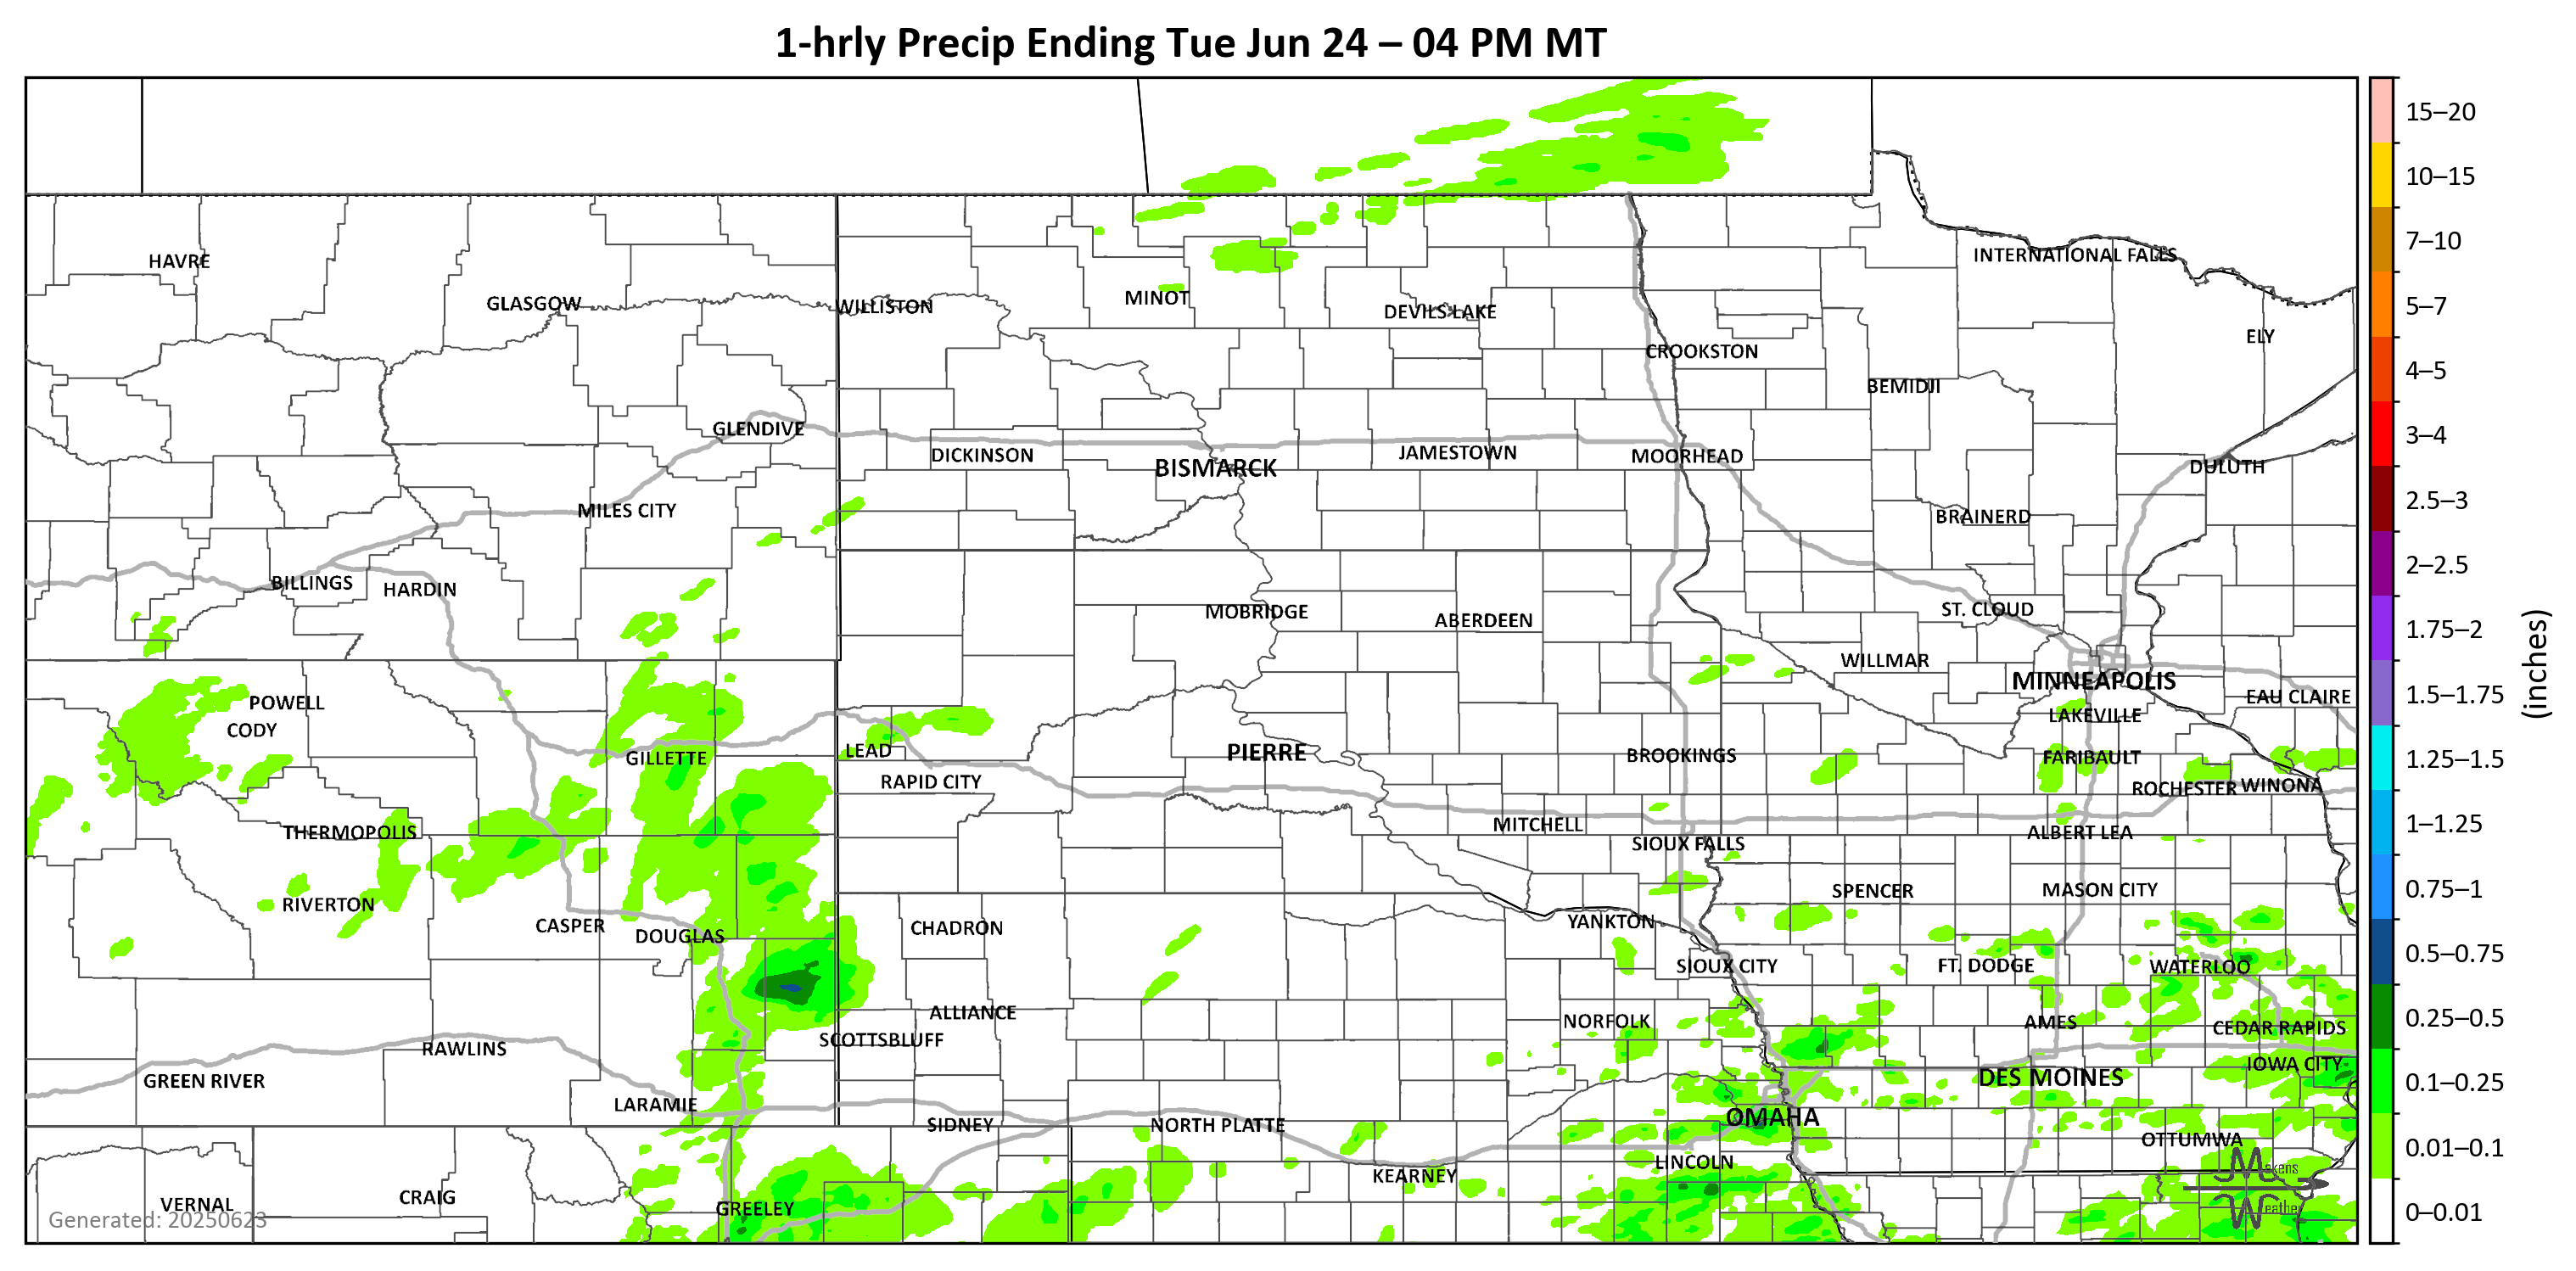 1-hrly Precip Ending Tue Jun 24 – 04 PM MT
HAVRE
GLASGOW
WILLISTON
MINOT
DEVILS LAKE
CROOKSTON
INTERNATIONAL FALLS
ELY
BEMIDJI
GLENDIVE
DICKINSON
BISMARCK
JAMESTOWN
MOORHEAD
DULUTH
MILES CITY
BRAINERD
BILLINGS
HARDIN
MOBRIDGE
ABERDEEN
ST. CLOUD
WILLMAR
MINNEAPOLIS
EAU CLAIRE
POWELL
CODY
LAKEVILLE
GILLETTE
LEAD
RAPID CITY
PIERRE
BROOKINGS
FARIBAULT
ROCHESTER
WINONA
THERMOPOLIS
MITCHELL
SIOUX FALLS
ALBERT LEA
RIVERTON
SPENCER
MASON CITY
CASPER
DOUGLAS
CHADRON
YANKTON
SIOUX CITY
FT. DODGE
WATERLOO
ALLIANCE
SCOTTSBLUFF
NORFOLK
AMES
CEDAR RAPIDS
RAWLINS
GREEN RIVER
DES MOINES
IOWA CITY
LARAMIE
SIDNEY
NORTH PLATTE
OMAHA
OTTUMWA
LINCOLN
KEARNEY
VERNAL
CRAIG
GREELEY
Generated: 20250623
Makens
Weather
15–20
10–15
7–10
5–7
4–5
3–4
2.5–3
2–2.5
1.75–2
1.5–1.75
1.25–1.5
1–1.25
0.75–1
0.5–0.75
0.25–0.5
0.1–0.25
0.01–0.1
0–0.01
(inches)